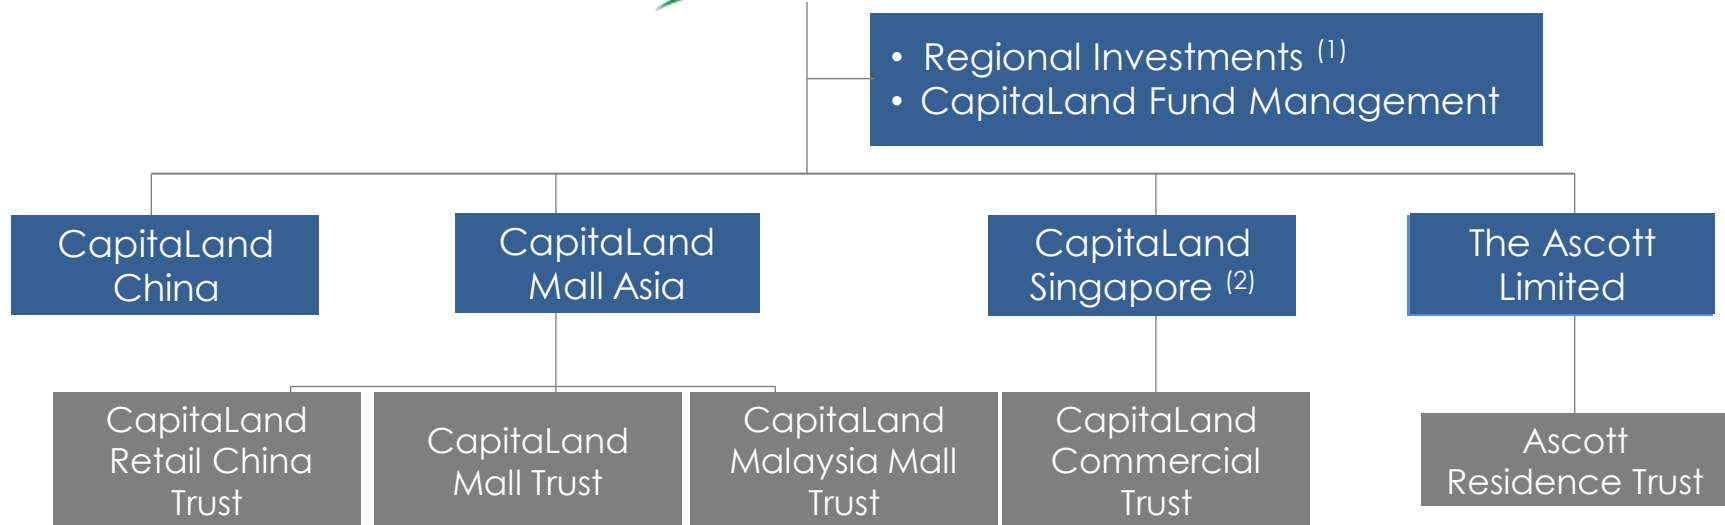 • Regional Investments (1)
• CapitaLand Fund Management
CapitaLand
China
CapitaLand
Mall Asia
CapitaLand
Singapore (2)
The Ascott
Limited
CapitaLand
Retail China
Trust
CapitaLand
Mall Trust
CapitaLand
Malaysia Mall
Trust
CapitaLand
Commercial
Trust
Ascott
Residence Trust